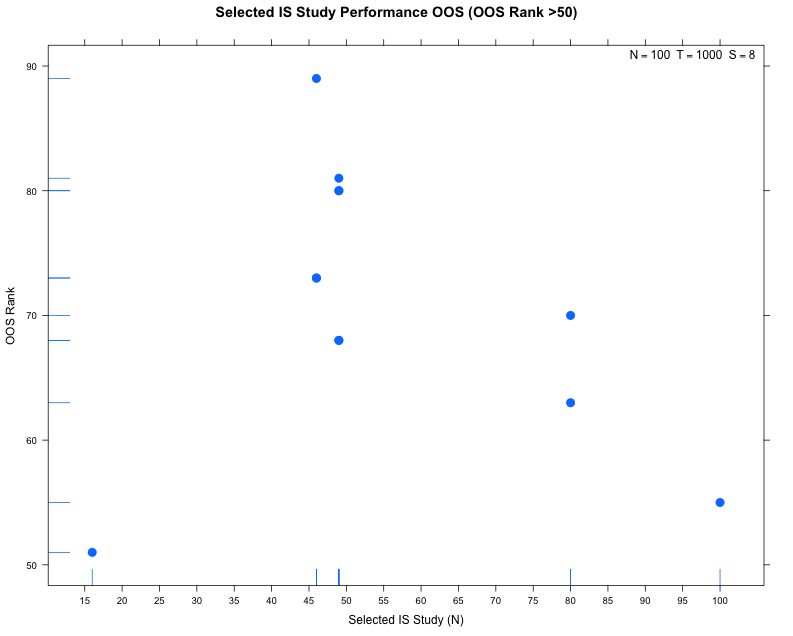 Selected IS Study Performance OOS (OOS Rank >50)
N = 100 T = 1000 S = 8
90
80
70
60
50
OOS Rank
15 20 25 30 35 40 45 50 55 60 65 70 75 80 85 90 95 100
Selected IS Study (N)